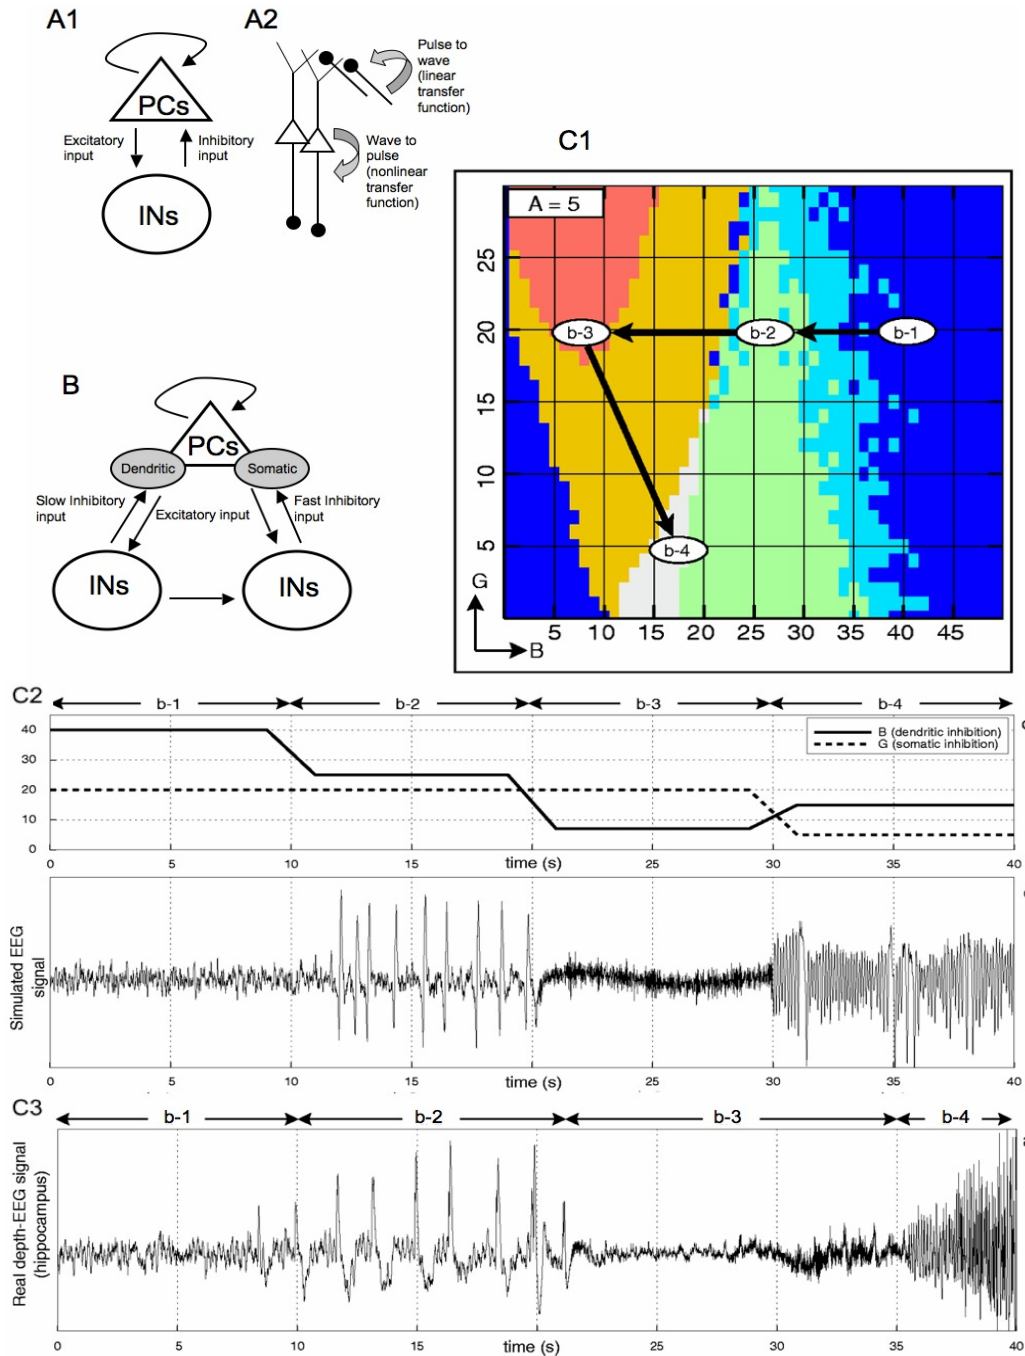 A1
PCs
Excitatory
input
Inhibitory
input
INs
A2
Pulse to
wave
(linear
transfer
function)
Wave to
pulse
(nonlinear
transfer
function)
B
PCs
Dendritic
Somatic
Slow Inhibitory
input
Excitatory input
Fast Inhibitory
input
INs
INs
C1
A = 5
25
20
15
10
5
b-3
b-2
b-1
b-4
G
B
5 10 15 20 25 30 35 40 45
C2
b-1 b-2 b-3 b-4
40
30
20
10
0
B (dendritic inhibition)
G (somatic inhibition)
0 5 10 15 25 30 35 40
time (s)
Simulated EEG
signal
0 5 10 15 25 30 35 40
time (s)
C3
b-1 b-2 b-3 b-4
Real depth-EEG signal
(hippocampus)
0 5 10 15 25 30 35 40
time (s)